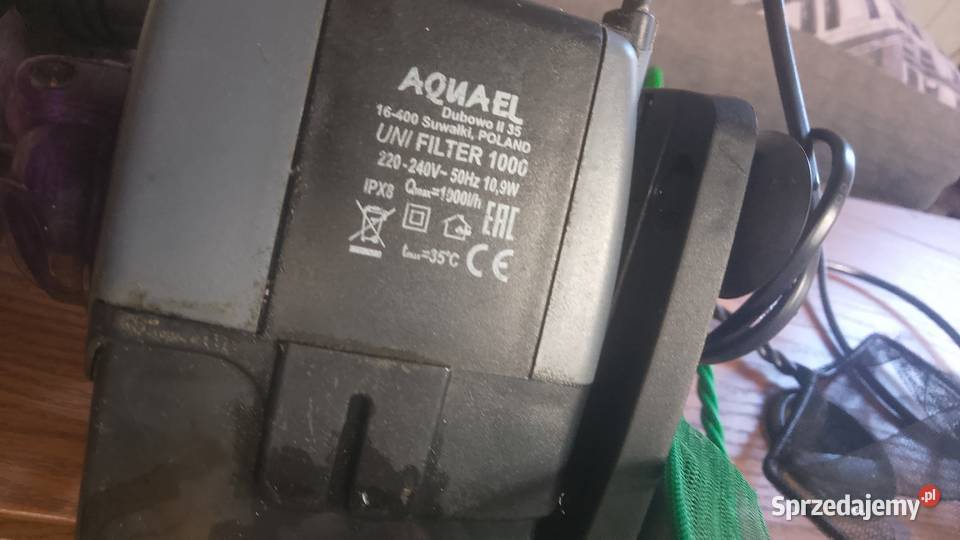 AQUAEL
Dubowo II 35
16-400 Suwałki, POLAND
UNI FILTER 1000
220-240V~ 50Hz 10,9W
IPX8 Qmax=1000l/h
EAC
tmax=35°C CE
Sprzedajemy.pl